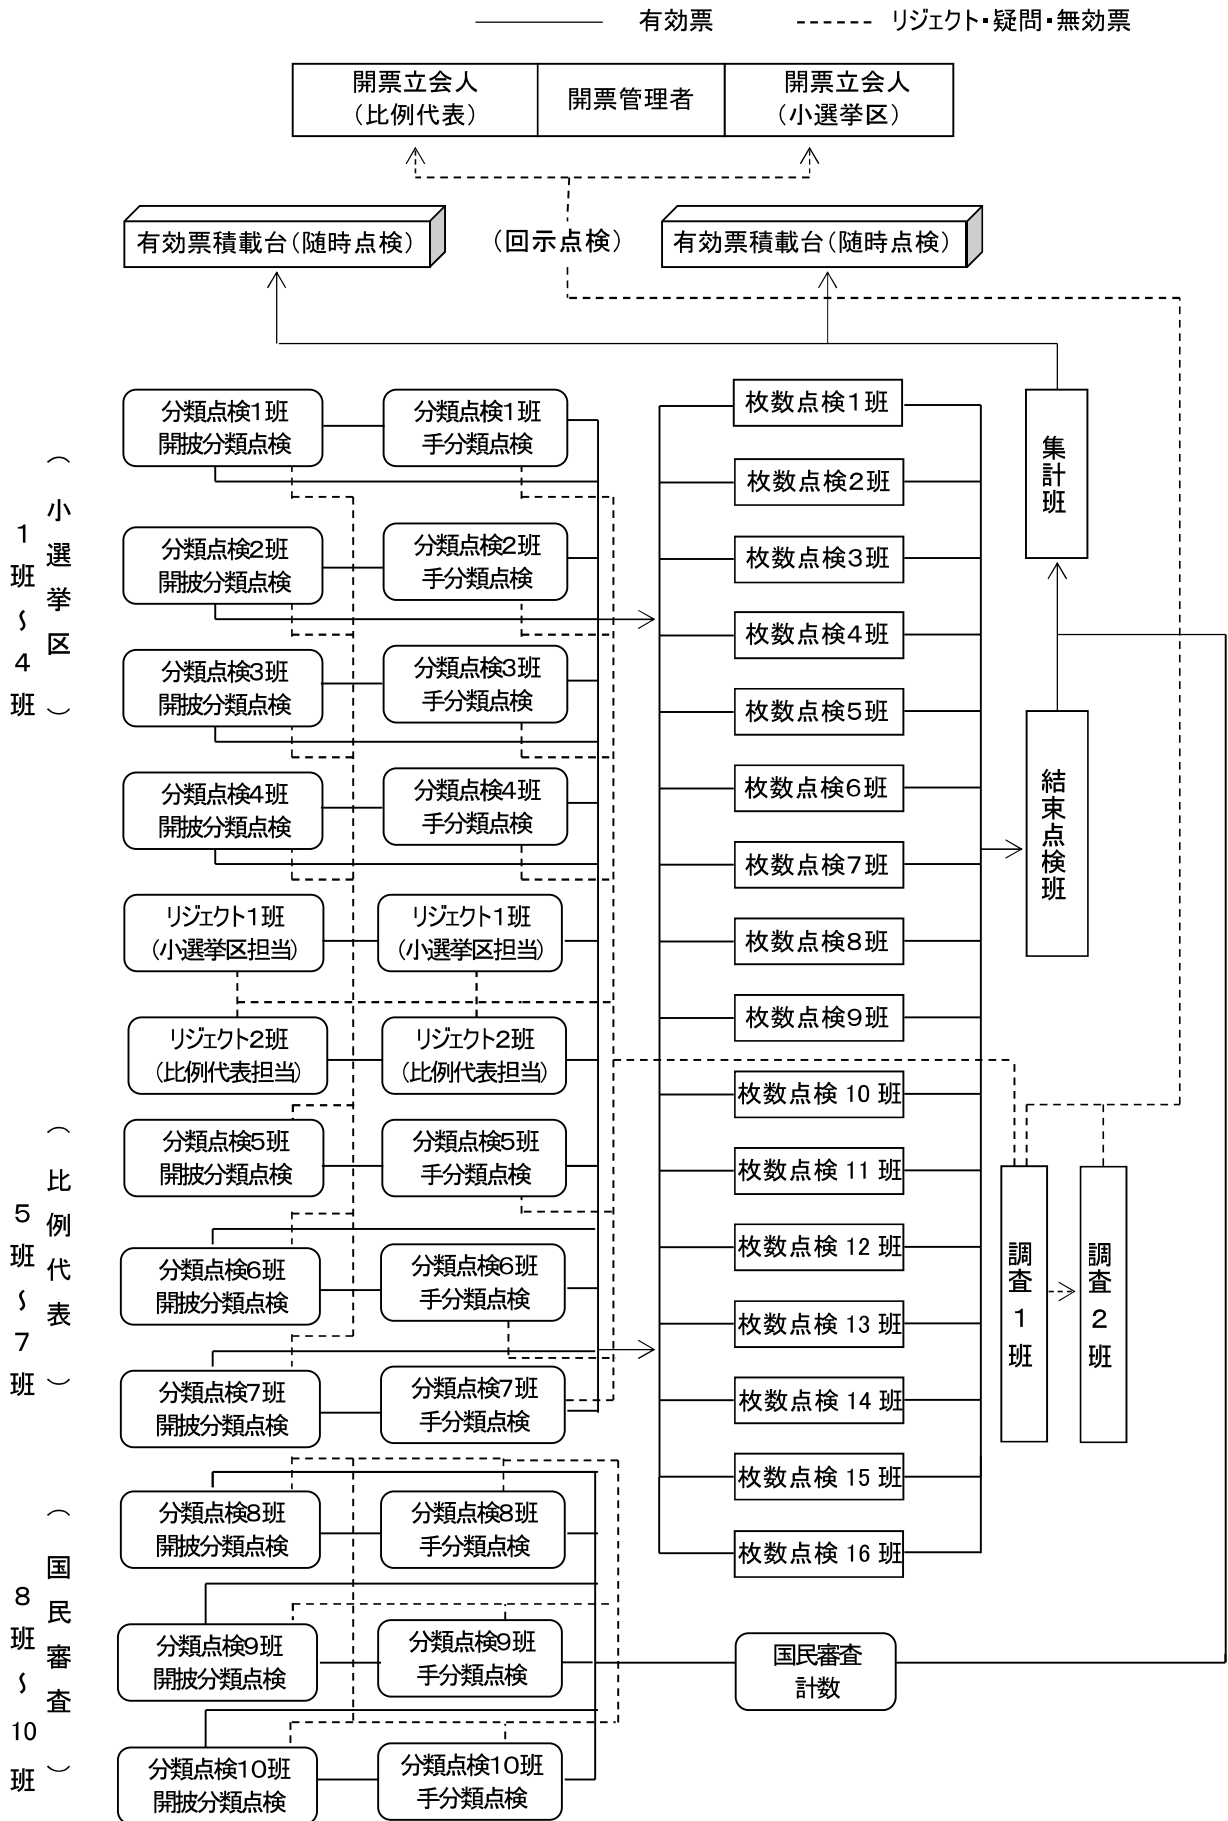 有効票
リジェクト・疑問・無効票
開票立会人
（比例代表）
開票管理者
開票立会人
（小選挙区）
有効票積載台（随時点検）
（回示点検）
有効票積載台（随時点検）
（小選挙区）
1班～4班
分類点検1班
開披分類点検
分類点検1班
手分類点検
分類点検2班
開披分類点検
分類点検2班
手分類点検
分類点検3班
開披分類点検
分類点検3班
手分類点検
分類点検4班
開披分類点検
分類点検4班
手分類点検
リジェクト1班
（小選挙区担当）
リジェクト1班
（小選挙区担当）
リジェクト2班
（比例代表担当）
リジェクト2班
（比例代表担当）
（比例代表）
5班～7班
分類点検5班
開披分類点検
分類点検5班
手分類点検
分類点検6班
開披分類点検
分類点検6班
手分類点検
分類点検7班
開披分類点検
分類点検7班
手分類点検
（国民審査）
8班～10班
分類点検8班
開披分類点検
分類点検8班
手分類点検
分類点検9班
開披分類点検
分類点検9班
手分類点検
分類点検10班
開披分類点検
分類点検10班
手分類点検
枚数点検1班
枚数点検2班
枚数点検3班
枚数点検4班
枚数点検5班
枚数点検6班
枚数点検7班
枚数点検8班
枚数点検9班
枚数点検 10 班
枚数点検 11 班
枚数点検 12 班
枚数点検 13 班
枚数点検 14 班
枚数点検 15 班
枚数点検 16 班
国民審査
計数
集計班
結束点検班
調査1班
調査2班